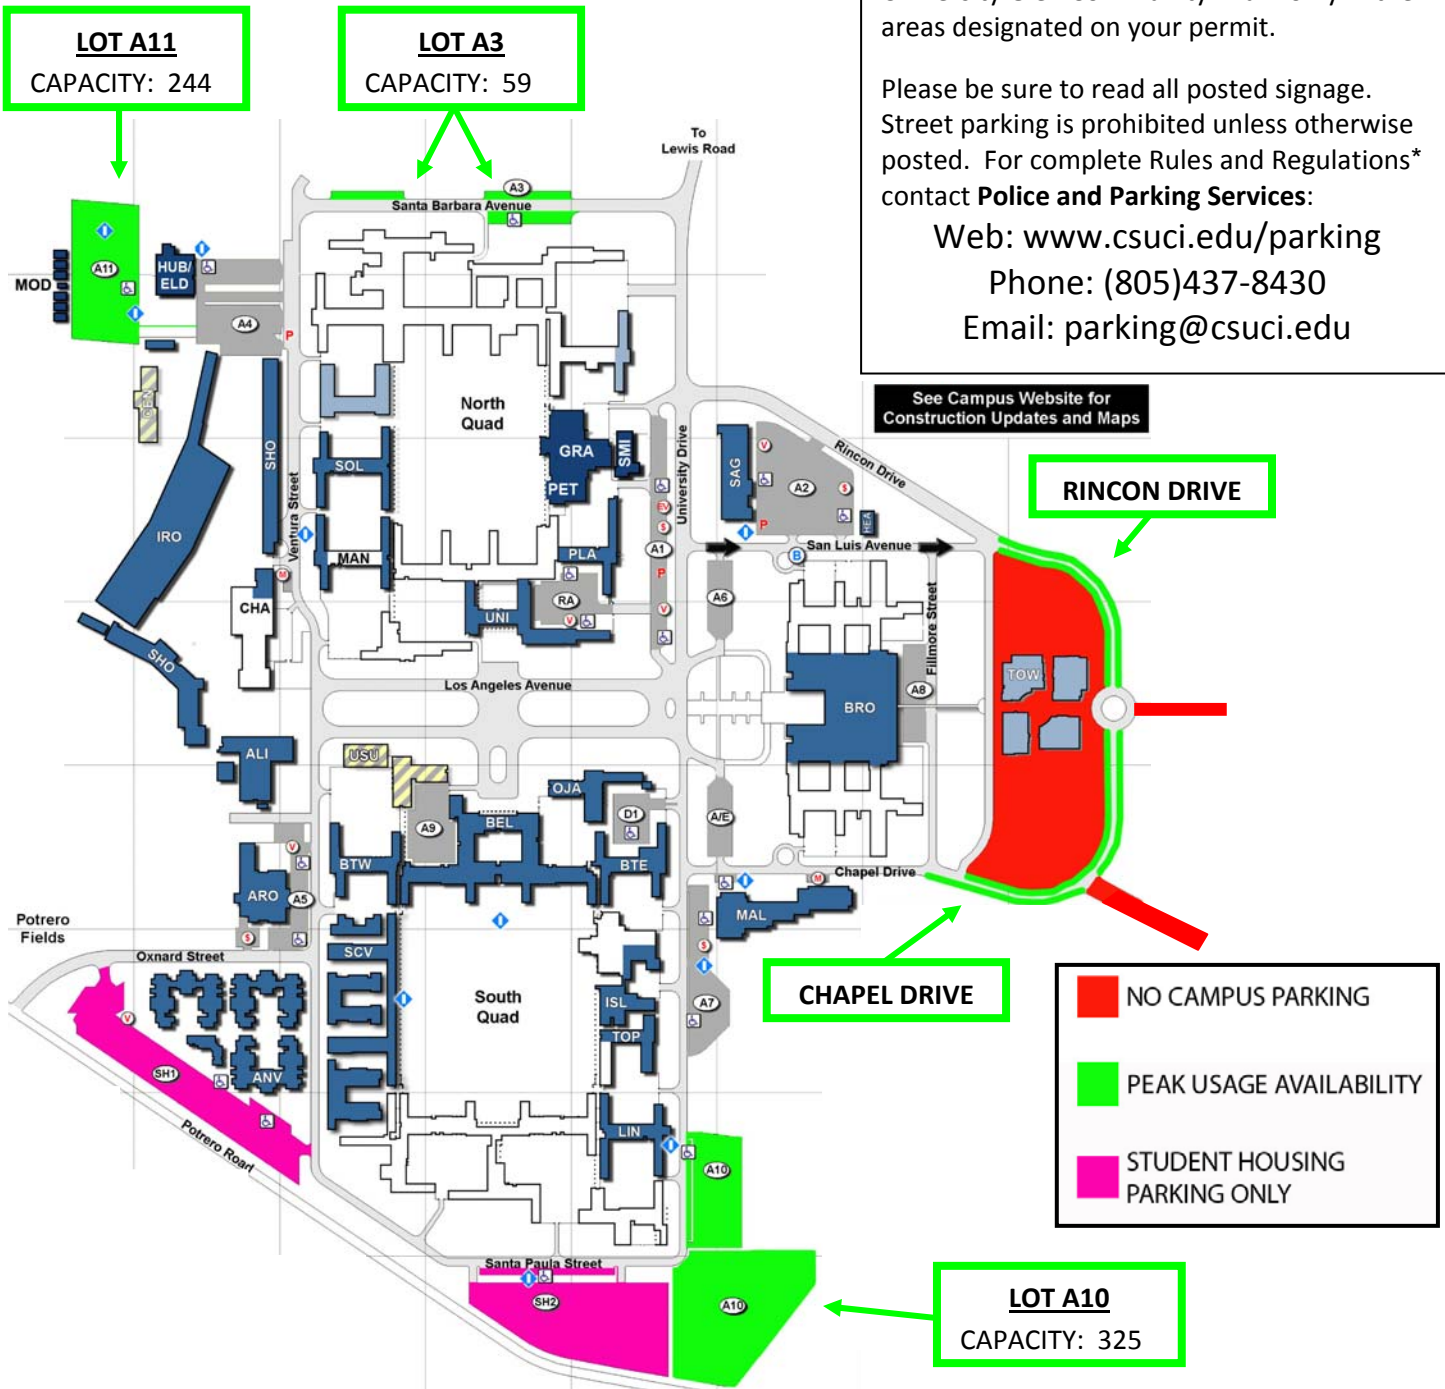 areas designated on your permit.
Please be sure to read all posted signage.
Street parking is prohibited unless otherwise
posted. For complete Rules and Regulations*
contact Police and Parking Services:
Web: www.csuci.edu/parking
Phone: (805)437-8430
Email: parking@csuci.edu
LOT A11
CAPACITY: 244
LOT A3
CAPACITY: 59
To
Lewis Road
A3
Santa Barbara Avenue
MOD
A11
HUB/
ELD
A4
P
See Campus Website for
Construction Updates and Maps
North
Quad
GRA
PET
SMI
SOL
SHO
Ventura Street
IRO
MAN
PLA
University Drive
SAG
V
A2
$
P
HEA
Rincon Drive
RINCON DRIVE
EV
$
A1
P
V
B
San Luis Avenue
M
CHA
RA
V
UNI
A6
Fillmore Street
SHO
Los Angeles Avenue
TOW
A8
BRO
ALI
USU
OJA
D1
A/E
A9
BEL
BTW
BTE
V
ARO
A5
$
Chapel Drive
M
MAL
Potrero
Fields
Oxnard Street
SCV
$
CHAPEL DRIVE
South
Quad
ISL
TOP
A7
V
SH1
ANV
Potrero Road
LIN
A10
Santa Paula Street
SH2
A10
LOT A10
CAPACITY: 325
NO CAMPUS PARKING
PEAK USAGE AVAILABILITY
STUDENT HOUSING
PARKING ONLY